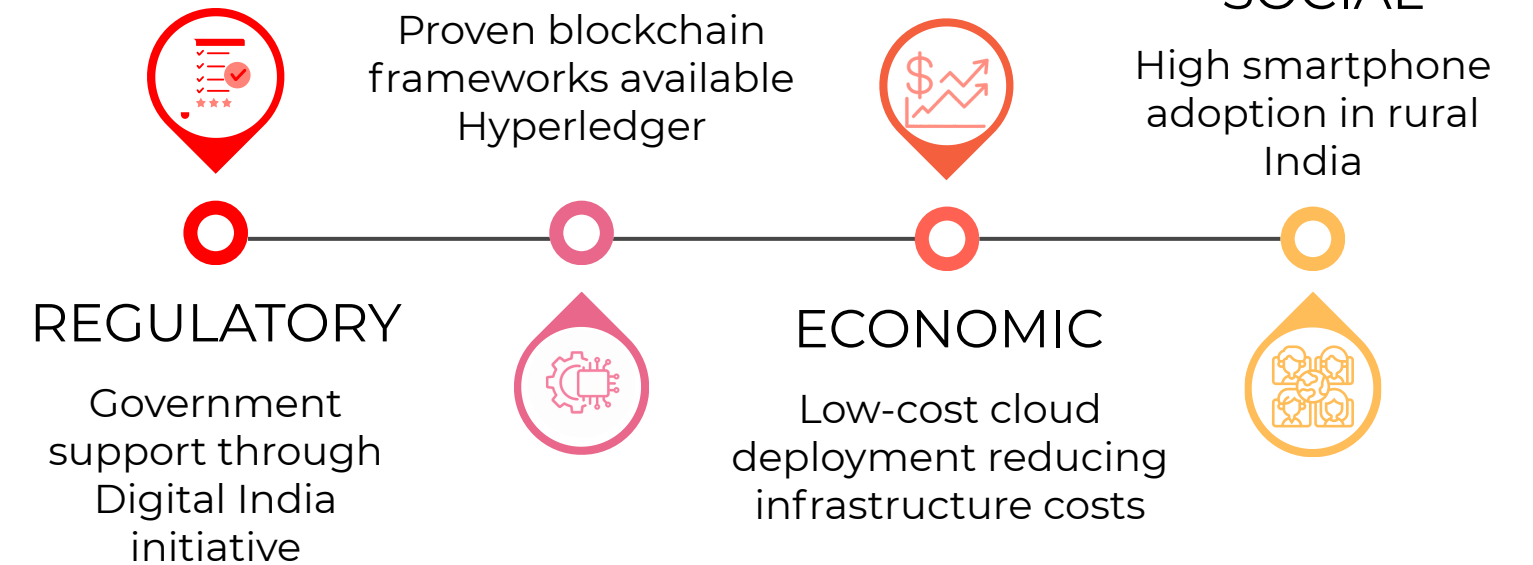 REGULATORY
Government
support through
Digital India
initiative
Proven blockchain
frameworks available
Hyperledger
ECONOMIC
Low-cost cloud
deployment reducing
infrastructure costs
SOCIAL
High smartphone
adoption in rural
India